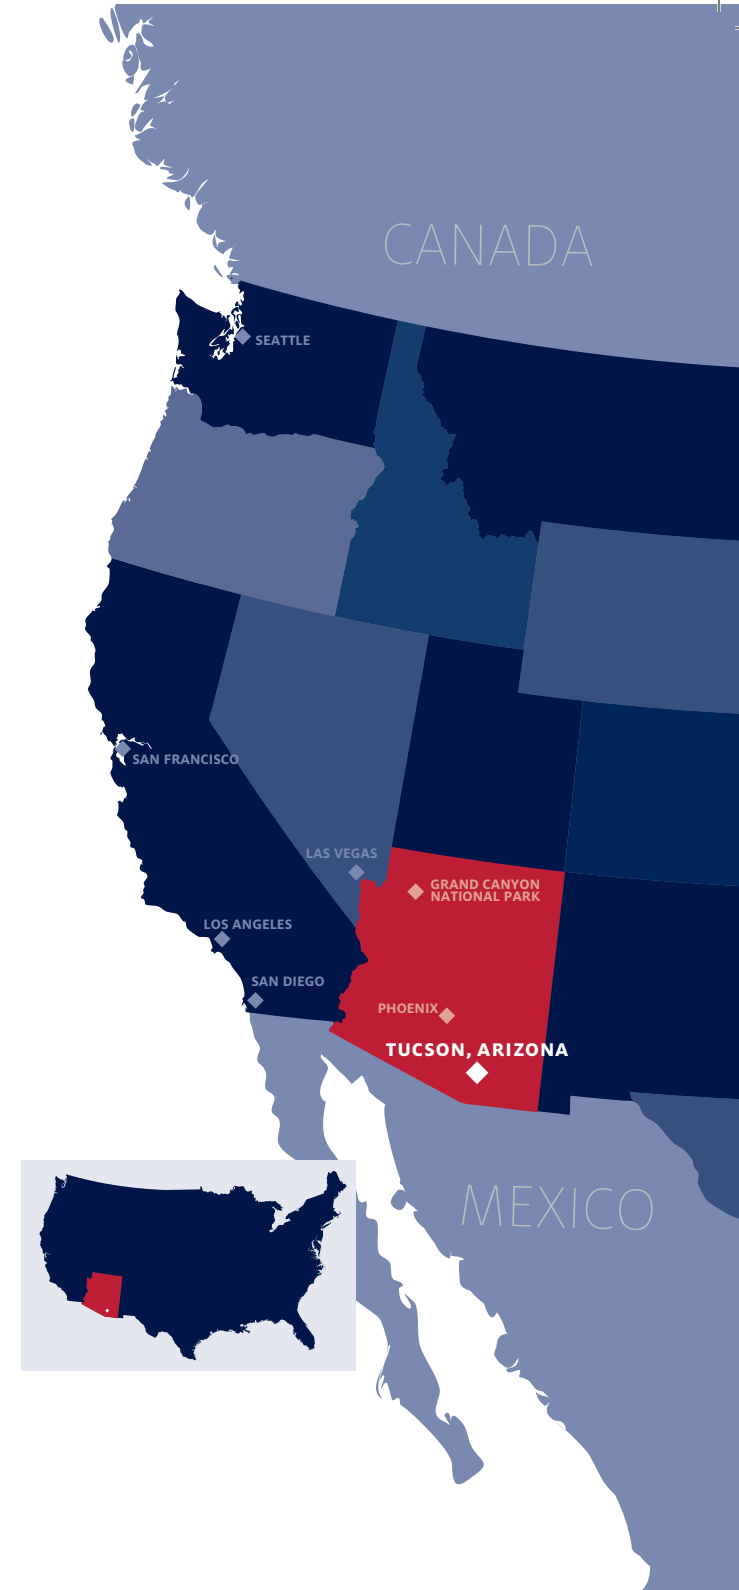 CANADA
SEATTLE
SAN FRANCISCO
LAS VEGAS
GRAND CANYON
NATIONAL PARK
LOS ANGELES
SAN DIEGO
PHOENIX
TUCSON, ARIZONA
MEXICO